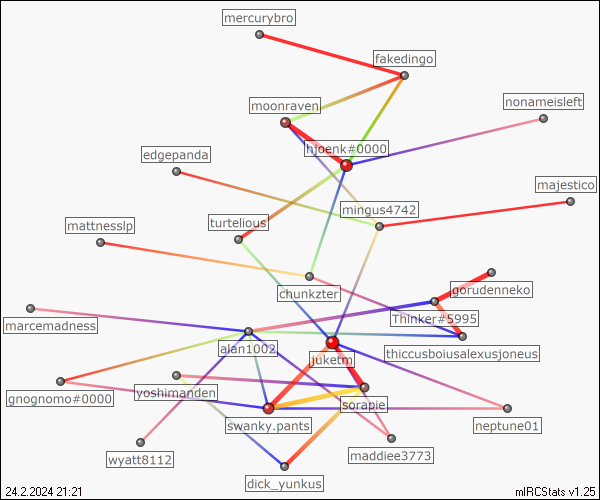 mercurybro
fakedingo
moonraven
nonameisleft
hjoenk#0000
edgepanda
majestico
mingus4742
turtelious
mattnesslp
chunkzter
gorudenneko
Thinker#5995
marcemadness
alan1002
juketm
thiccusboiusalexusjoneus
gnognomo#0000
yoshimanden
sorapie
swanky.pants
neptune01
wyatt8112
maddiee3773
dick_yunkus
24.2.2024 21:21
mIRCStats v1.25